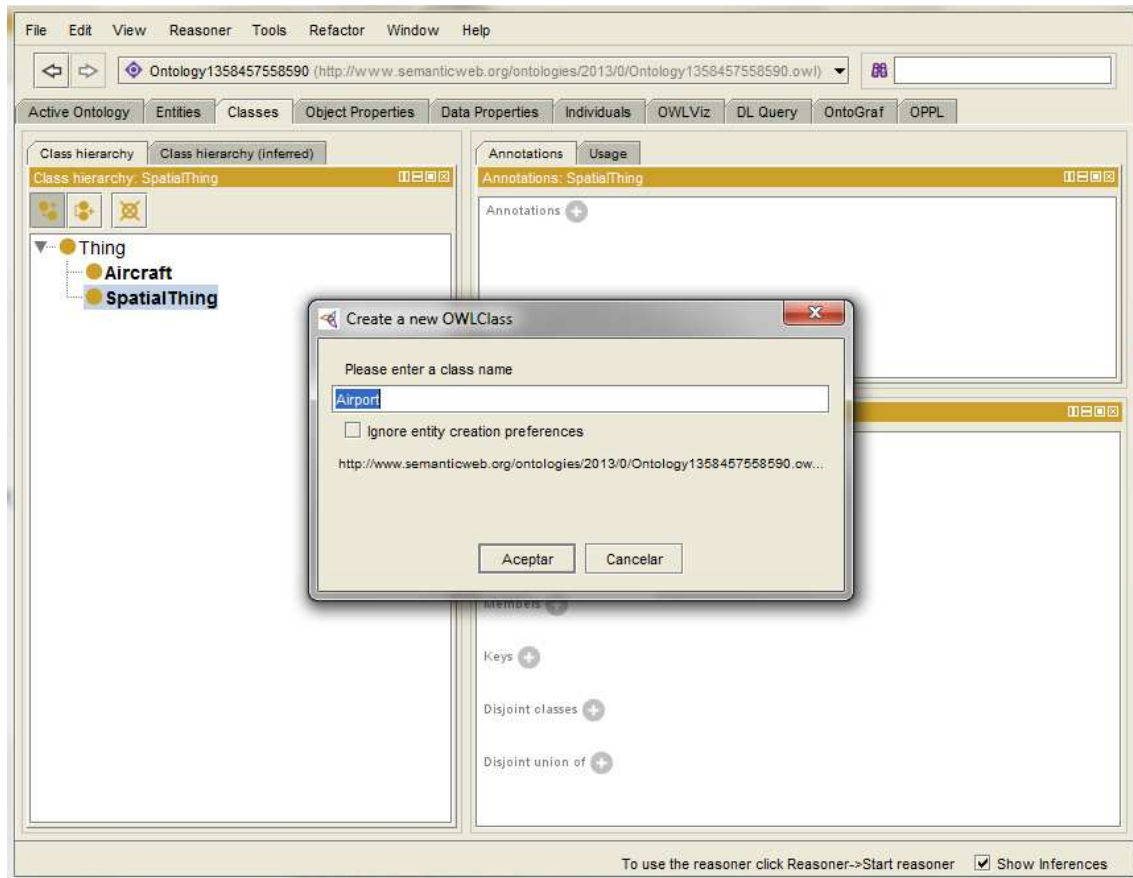 File Edit View Reasoner Tools Refactor Window Help
Ontology1358457558590 (http://www.semanticweb.org/ontologies/2013/0/Ontology1358457558590.owl)
Active Ontology Entities Classes Object Properties Data Properties Individuals OWLViz DL Query OntoGraf OPPL
Class hierarchy Class hierarchy (inferred)
Class hierarchy: SpatialThing
Thing
Aircraft
SpatialThing
Annotations Usage
Annotations: SpatialThing
Annotations
Create a new OWLClass
Please enter a class name
Airport
Ignore entity creation preferences
http://www.semanticweb.org/ontologies/2013/0/Ontology1358457558590.ow...
Aceptar Cancelar
Members
Keys
Disjoint classes
Disjoint union of
To use the reasoner click Reasoner->Start reasoner Show Inferences